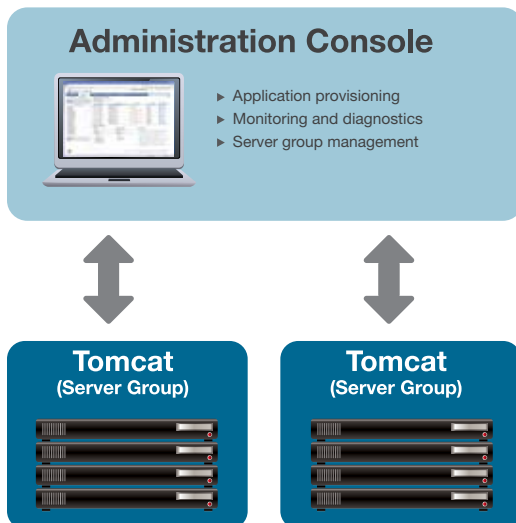 Administration Console
▸ Application provisioning
▸ Monitoring and diagnostics
▸ Server group management
Tomcat
(Server Group)
Tomcat
(Server Group)